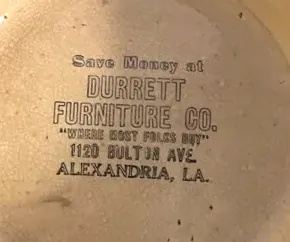 Save Money at
DURRETT
FURNITURE CO.
"WHERE MOST FOLKS BUY"
1120 BOLTON AVE.
ALEXANDRIA, LA.